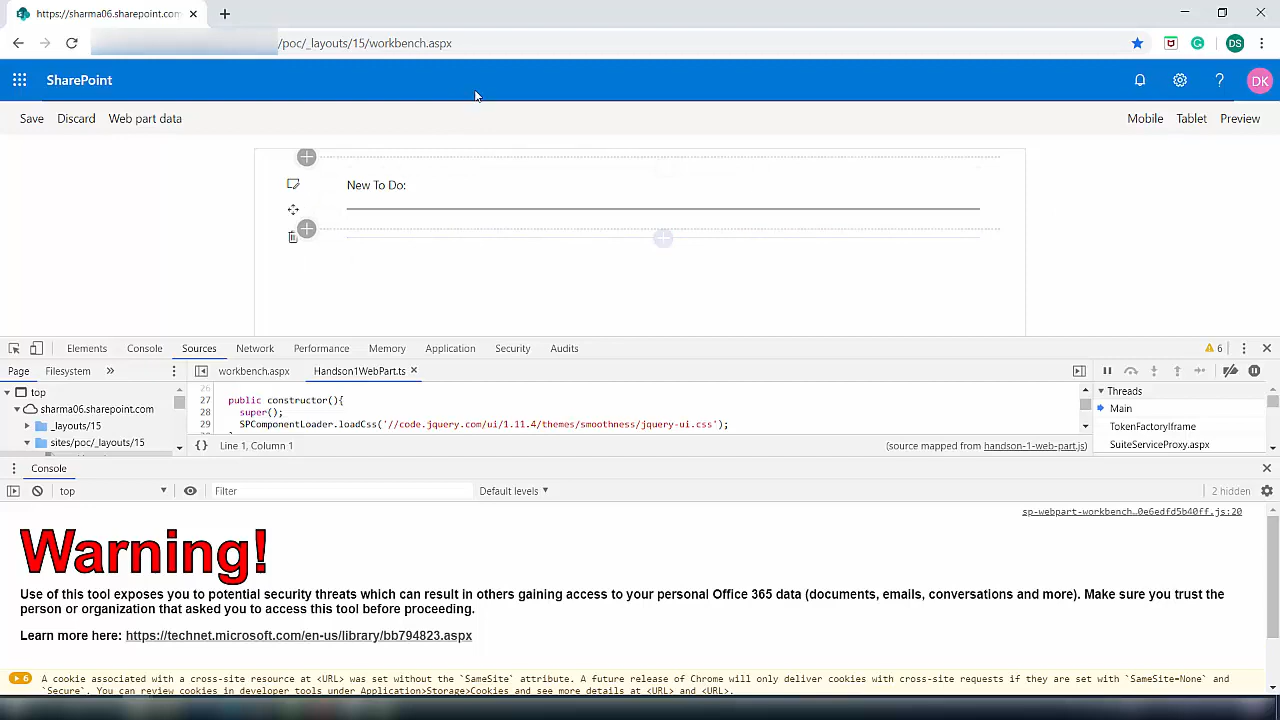 https://sharma06.sharepoint.com
/poc/_layouts/15/workbench.aspx
DS
SharePoint
DK
Save Discard Web part data Mobile Tablet Preview
New To Do:
Elements Console Sources Network Performance Memory Application Security Audits 6
Page Filesystem » workbench.aspx Handson1WebPart.ts
Threads
top
26
27 public constructor(){
28 super();
29 SPComponentLoader.loadCss('//code.jquery.com/ui/1.11.4/themes/smoothness/jquery-ui.css');
sharma06.sharepoint.com
_layouts/15
sites/poc/_layouts/15
Main
TokenFactoryIframe
SuiteServiceProxy.aspx
{} Line 1, Column 1 (source mapped from handson-1-web-part.js)
Console
top Filter Default levels 2 hidden
sp-webpart-workbench…0e6edfd5b40ff.js:20
Warning!
Use of this tool exposes you to potential security threats which can result in others gaining access to your personal Office 365 data (documents, emails, conversations and more). Make sure you trust the
person or organization that asked you to access this tool before proceeding.
Learn more here: https://technet.microsoft.com/en-us/library/bb794823.aspx
6 A cookie associated with a cross-site resource at <URL> was set without the `SameSite` attribute. A future release of Chrome will only deliver cookies with cross-site requests if they are set with `SameSite=None` and
`Secure`. You can review cookies in developer tools under Application>Storage>Cookies and see more details at <URL> and <URL>.